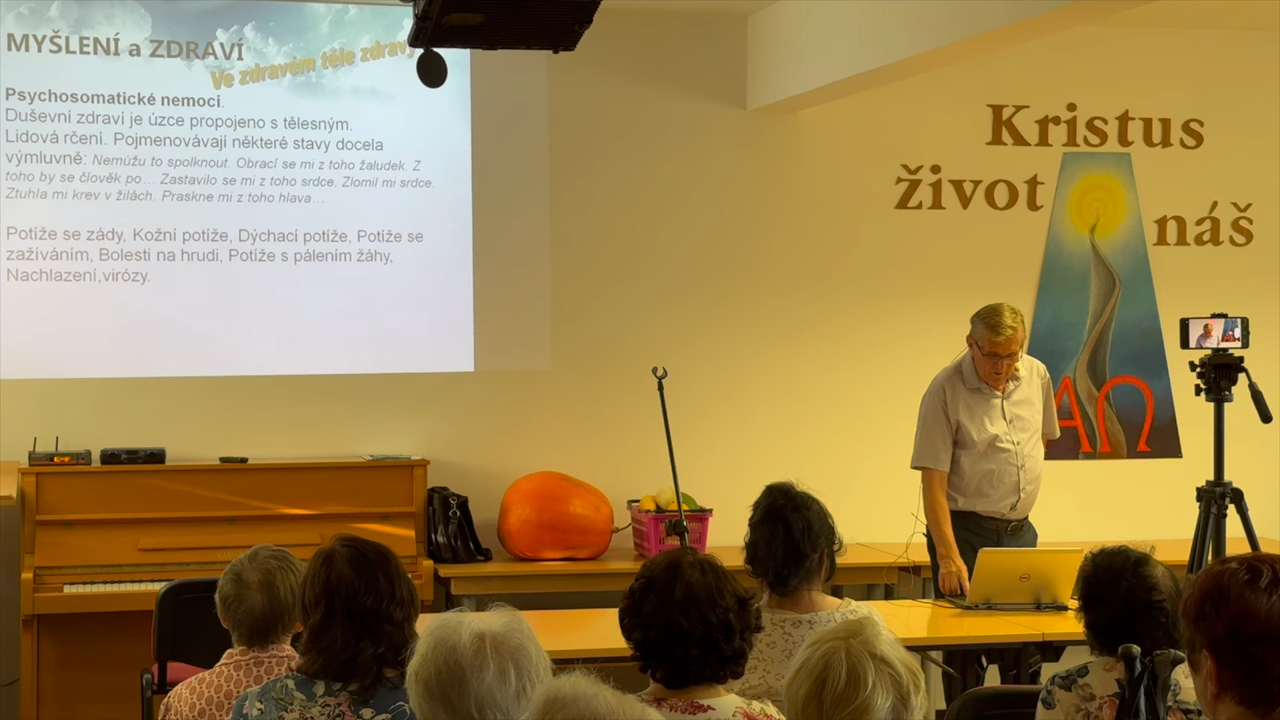 MYŠLENÍ a ZDRAVÍ
Ve zdravém těle zdravý
Psychosomatické nemoci.
Duševní zdraví je úzce propojeno s tělesným.
Lidová rčení. Pojmenovávají některé stavy docela
výmluvně: Nemůžu to spolknout. Obrací se mi z toho žaludek. Z
toho by se člověk po... Zastavilo se mi z toho srdce. Zlomil mi srdce.
Ztuhla mi krev v žilách. Praskne mi z toho hlava...
Potíže se zády, Kožní potíže, Dýchací potíže, Potíže se
zažíváním, Bolesti na hrudi, Potíže s pálením žáhy,
Nachlazení,virózy.
Kristus
život
náš
ΑΩ
DELL